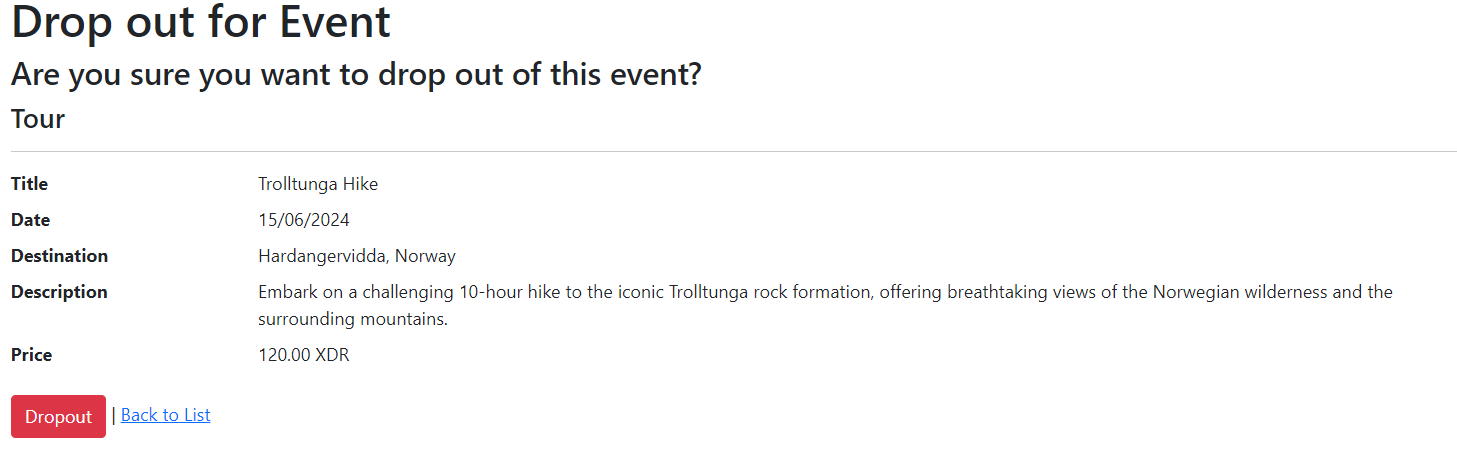 Drop out for Event
Are you sure you want to drop out of this event?
Tour
Title Trolltunga Hike
Date 15/06/2024
Destination Hardangervidda, Norway
Description Embark on a challenging 10-hour hike to the iconic Trolltunga rock formation, offering breathtaking views of the Norwegian wilderness and the
surrounding mountains.
Price 120.00 XDR
Dropout | Back to List